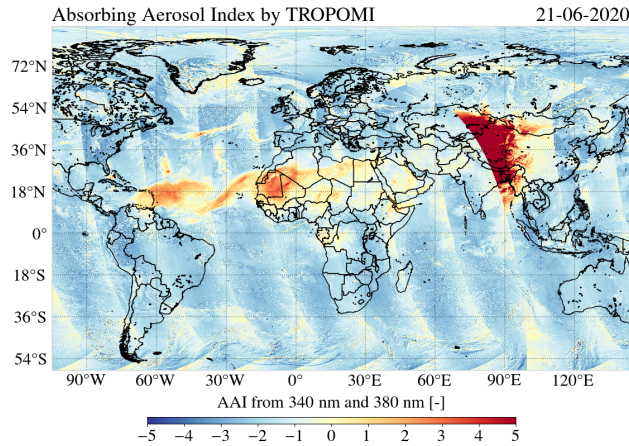 Absorbing Aerosol Index by TROPOMI 21-06-2020
72°N
54°N
36°N
18°N
0°
18°S
36°S
54°S
90°W 60°W 30°W 0° 30°E 60°E 90°E 120°E
AAI from 340 nm and 380 nm [-]
−5 −4 −3 −2 −1 0 1 2 3 4 5